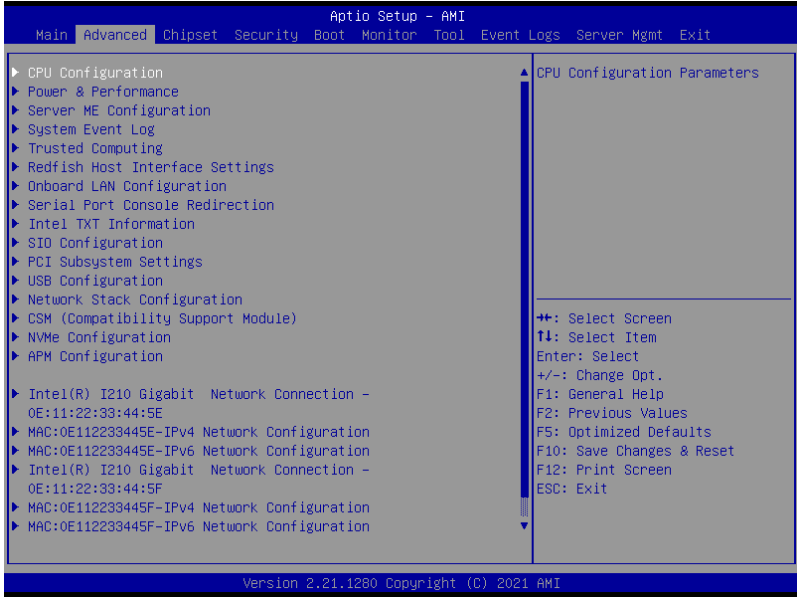 Aptio Setup - AMI
Main Advanced Chipset Security Boot Monitor Tool Event Logs Server Mgmt Exit
CPU Configuration
Power & Performance
Server ME Configuration
System Event Log
Trusted Computing
Redfish Host Interface Settings
Onboard LAN Configuration
Serial Port Console Redirection
Intel TXT Information
SIO Configuration
PCI Subsystem Settings
USB Configuration
Network Stack Configuration
CSM (Compatibility Support Module)
NVMe Configuration
APM Configuration
Intel(R) I210 Gigabit  Network Connection -
0E:11:22:33:44:5E
MAC:0E112233445E-IPv4 Network Configuration
MAC:0E112233445E-IPv6 Network Configuration
Intel(R) I210 Gigabit  Network Connection -
0E:11:22:33:44:5F
MAC:0E112233445F-IPv4 Network Configuration
MAC:0E112233445F-IPv6 Network Configuration
CPU Configuration Parameters
→←: Select Screen
↑↓: Select Item
Enter: Select
+/-: Change Opt.
F1: General Help
F2: Previous Values
F5: Optimized Defaults
F10: Save Changes & Reset
F12: Print Screen
ESC: Exit
Version 2.21.1280 Copyright (C) 2021 AMI